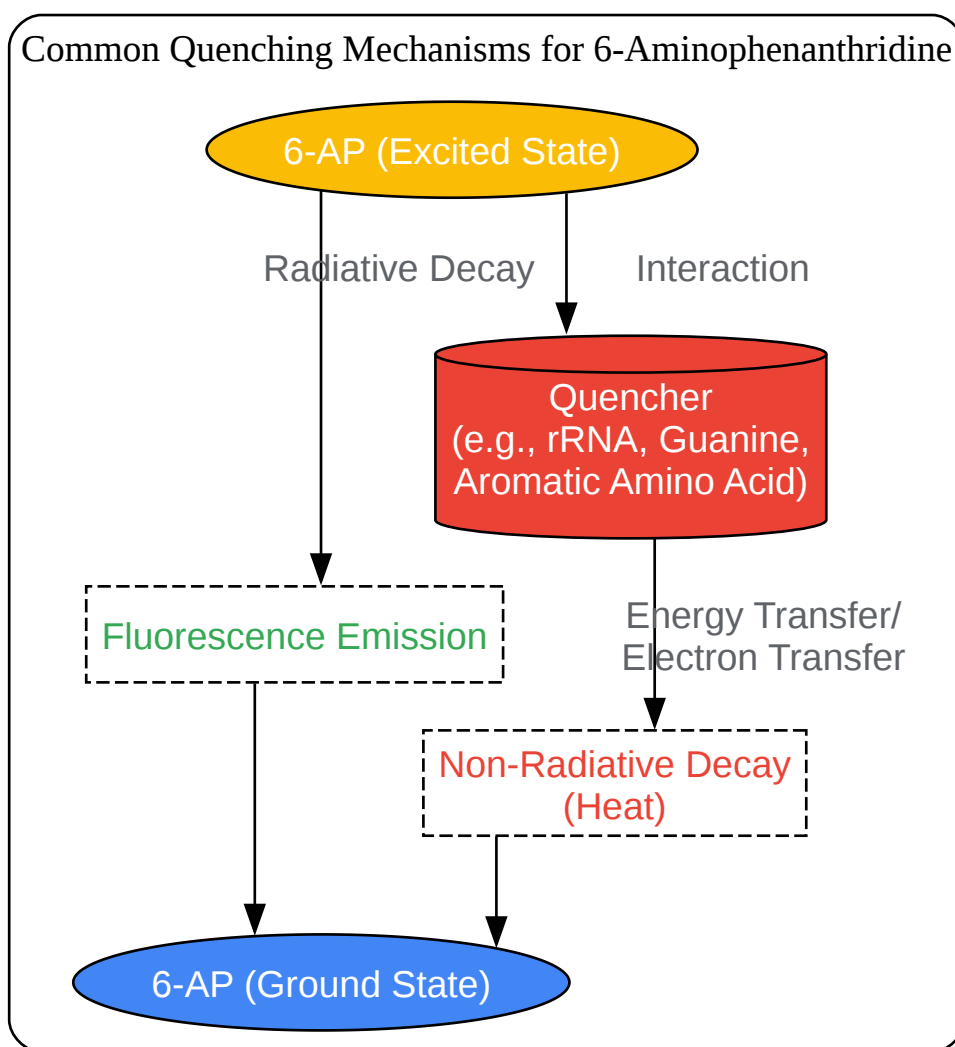 Common Quenching Mechanisms for 6-Aminophenanthridine
6-AP (Excited State)
Radiative Decay
Interaction
Quencher
(e.g., rRNA, Guanine,
Aromatic Amino Acid)
Fluorescence Emission
Energy Transfer/
Electron Transfer
Non-Radiative Decay
(Heat)
6-AP (Ground State)